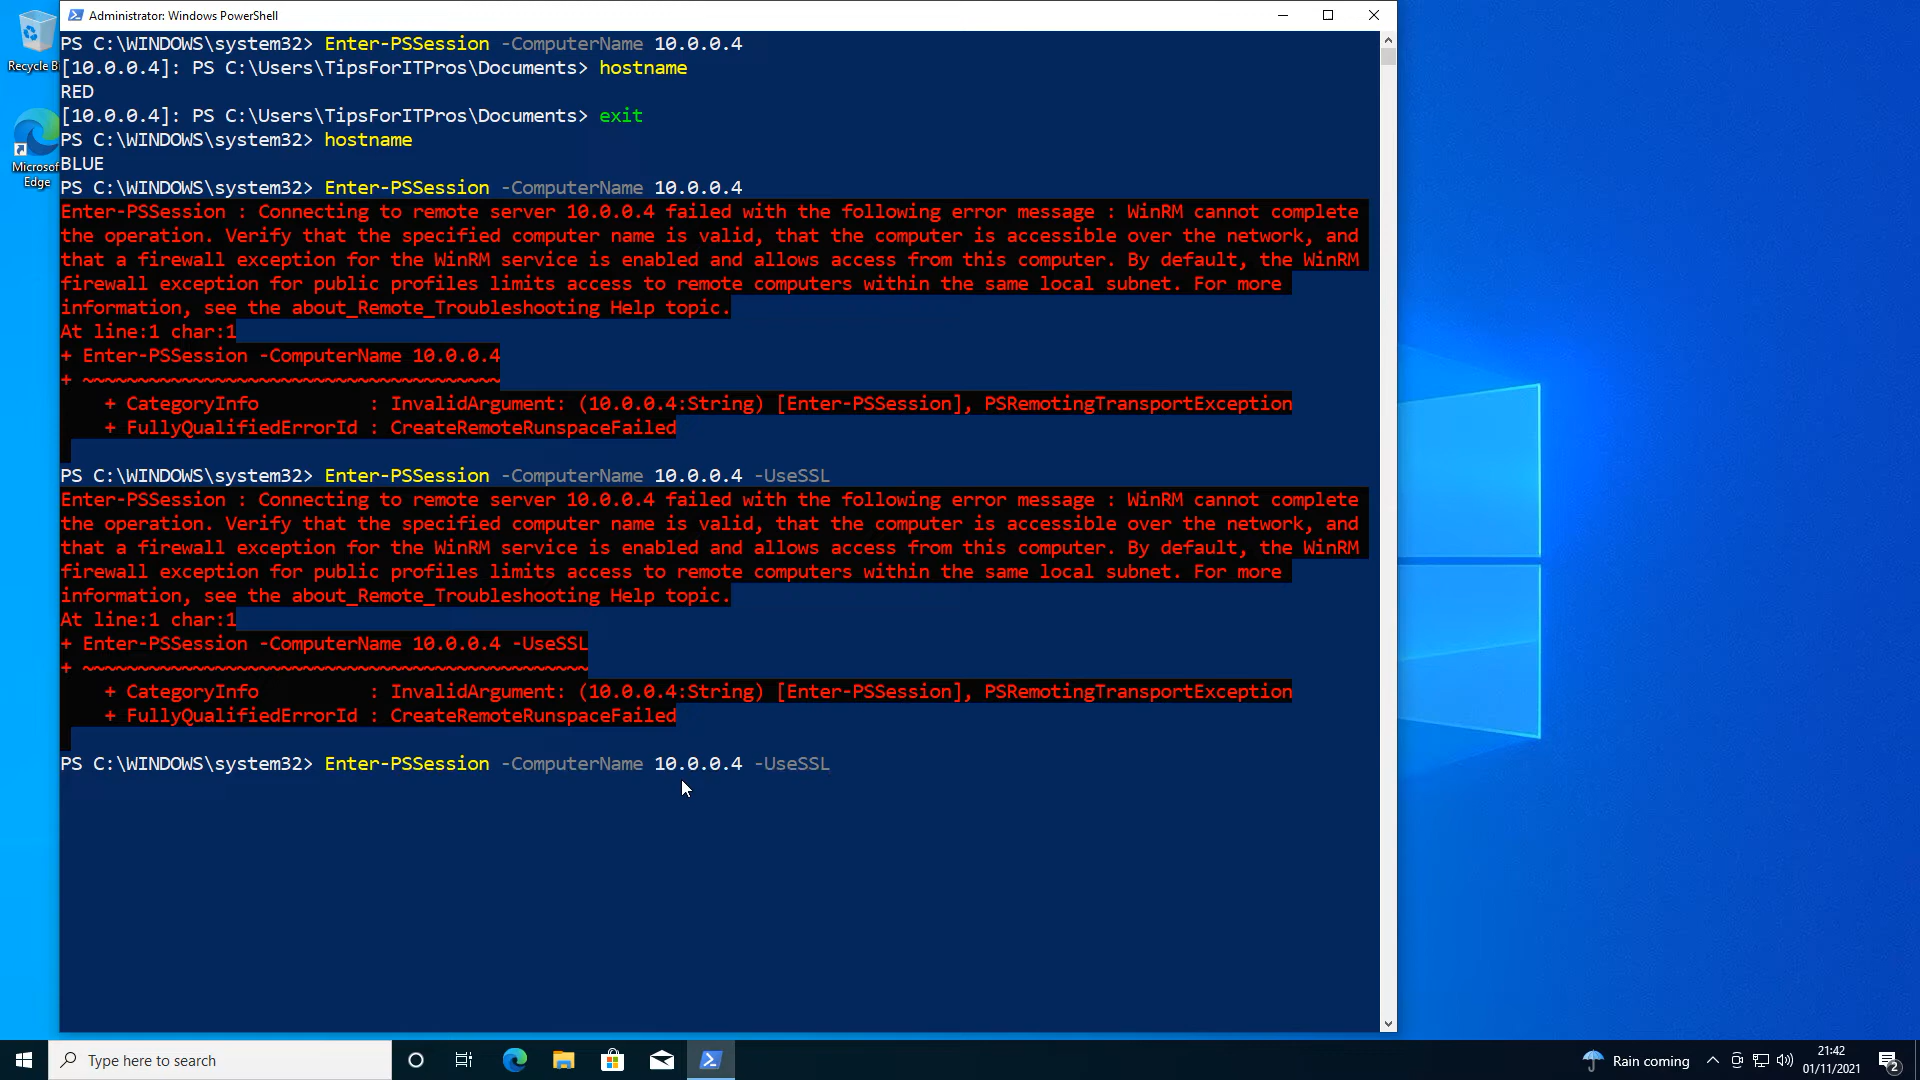 Administrator: Windows PowerShell
PS C:\WINDOWS\system32> Enter-PSSession -ComputerName 10.0.0.4
[10.0.0.4]: PS C:\Users\TipsForITPros\Documents> hostname
RED
[10.0.0.4]: PS C:\Users\TipsForITPros\Documents> exit
PS C:\WINDOWS\system32> hostname
BLUE
PS C:\WINDOWS\system32> Enter-PSSession -ComputerName 10.0.0.4
Enter-PSSession : Connecting to remote server 10.0.0.4 failed with the following error message : WinRM cannot complete
the operation. Verify that the specified computer name is valid, that the computer is accessible over the network, and
that a firewall exception for the WinRM service is enabled and allows access from this computer. By default, the WinRM
firewall exception for public profiles limits access to remote computers within the same local subnet. For more
information, see the about_Remote_Troubleshooting Help topic.
At line:1 char:1
+ Enter-PSSession -ComputerName 10.0.0.4
+ ~~~~~~~~~~~~~~~~~~~~~~~~~~~~~~~~~~~~~~
+ CategoryInfo          : InvalidArgument: (10.0.0.4:String) [Enter-PSSession], PSRemotingTransportException
+ FullyQualifiedErrorId : CreateRemoteRunspaceFailed
PS C:\WINDOWS\system32> Enter-PSSession -ComputerName 10.0.0.4 -UseSSL
Enter-PSSession : Connecting to remote server 10.0.0.4 failed with the following error message : WinRM cannot complete
the operation. Verify that the specified computer name is valid, that the computer is accessible over the network, and
that a firewall exception for the WinRM service is enabled and allows access from this computer. By default, the WinRM
firewall exception for public profiles limits access to remote computers within the same local subnet. For more
information, see the about_Remote_Troubleshooting Help topic.
At line:1 char:1
+ Enter-PSSession -ComputerName 10.0.0.4 -UseSSL
+ ~~~~~~~~~~~~~~~~~~~~~~~~~~~~~~~~~~~~~~~~~~~~~~
+ CategoryInfo          : InvalidArgument: (10.0.0.4:String) [Enter-PSSession], PSRemotingTransportException
+ FullyQualifiedErrorId : CreateRemoteRunspaceFailed
PS C:\WINDOWS\system32> Enter-PSSession -ComputerName 10.0.0.4 -UseSSL
Recycle B
Microsof
Edge
Type here to search
Rain coming
21:42
01/11/2021
2